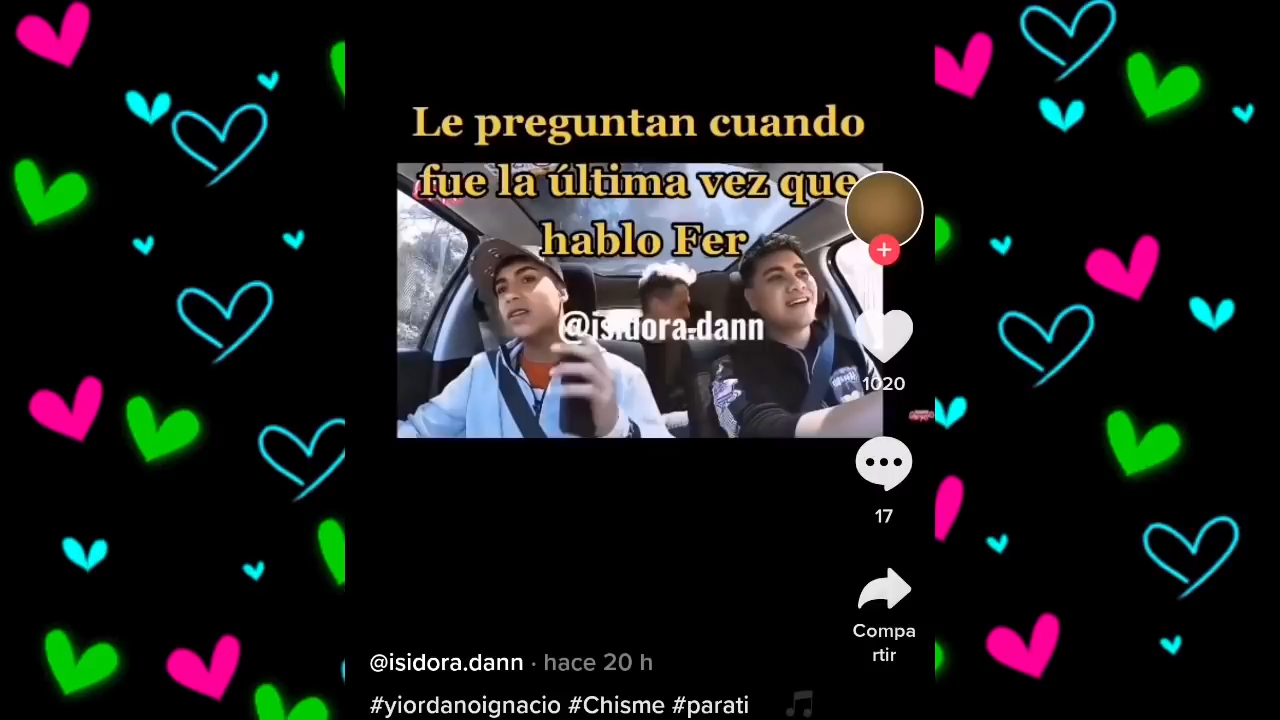 Le preguntan cuando
fue la última vez que
hablo Fer
@isidora.dann
1020
17
Compa
rtir
@isidora.dann · hace 20 h
#yiordanoignacio #Chisme #parati